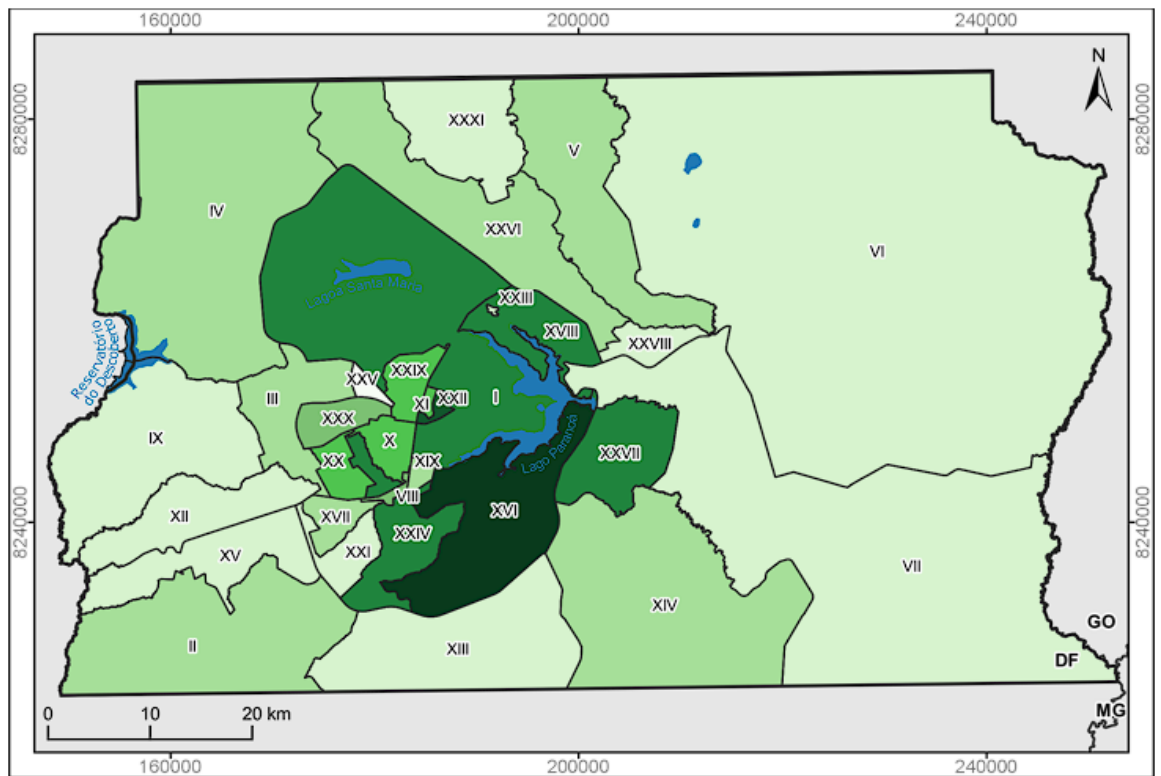 160000 200000 240000
N
8280000
8280000
XXXI
V
IV
XXVI
VI
Lagoa Santa Maria
XXIII
XVIII
XXVIII
Reservatório
do Descoberto
XXV
XXIX
III
XI
XXII
I
XXX
IX
X
Lago Paranoá
XX
XIX
XXVII
VIII
XVI
8240000
8240000
XII
XVII
XXIV
XV
XXI
VII
XIV
GO
II
XIII
DF
MG
0 10 20 km
160000 200000 240000